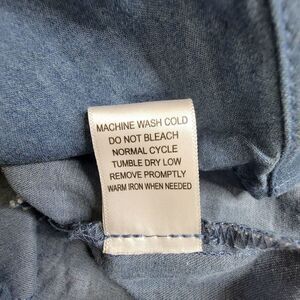 MACHINE WASH COLD
DO NOT BLEACH
NORMAL CYCLE
TUMBLE DRY LOW
REMOVE PROMPTLY
WARM IRON WHEN NEEDED